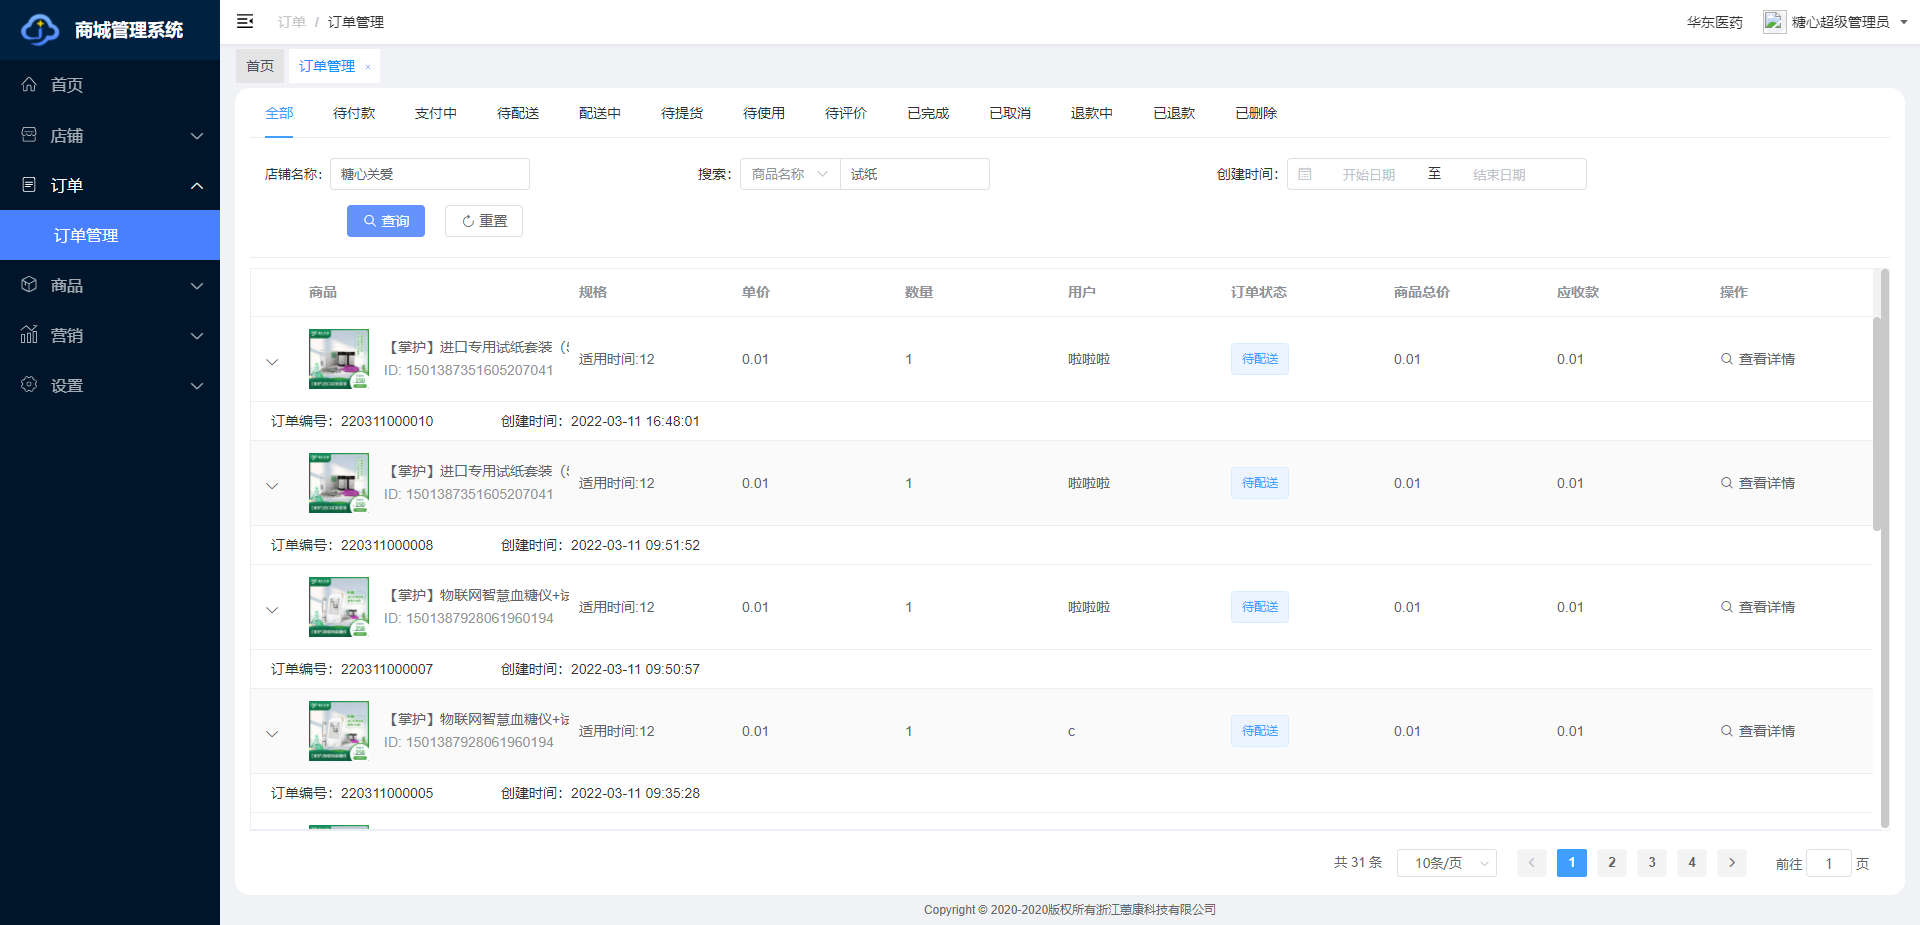 商城管理系统
首页
店铺
订单
订单管理
商品
营销
设置
订单 / 订单管理
华东医药 糖心超级管理员
首页 订单管理 ×
全部 待付款 支付中 待配送 配送中 待提货 待使用 待评价 已完成 已取消 退款中 已退款 已删除
店铺名称： 糖心关爱 搜索： 商品名称 试纸 创建时间： 开始日期 至 结束日期
查询 重置
商品 规格 单价 数量 用户 订单状态 商品总价 应收款 操作
【掌护】进口专用试纸套装（5
适用时间:12 0.01 1 啦啦啦 待配送 0.01 0.01 查看详情
ID: 1501387351605207041
订单编号：220311000010 创建时间：2022-03-11 16:48:01
【掌护】进口专用试纸套装（5
适用时间:12 0.01 1 啦啦啦 待配送 0.01 0.01 查看详情
ID: 1501387351605207041
订单编号：220311000008 创建时间：2022-03-11 09:51:52
【掌护】物联网智慧血糖仪+试
适用时间:12 0.01 1 啦啦啦 待配送 0.01 0.01 查看详情
ID: 1501387928061960194
订单编号：220311000007 创建时间：2022-03-11 09:50:57
【掌护】物联网智慧血糖仪+试
适用时间:12 0.01 1 c 待配送 0.01 0.01 查看详情
ID: 1501387928061960194
订单编号：220311000005 创建时间：2022-03-11 09:35:28
共 31 条 10条/页 1 2 3 4 前往 1 页
Copyright © 2020-2020版权所有浙江蕙康科技有限公司